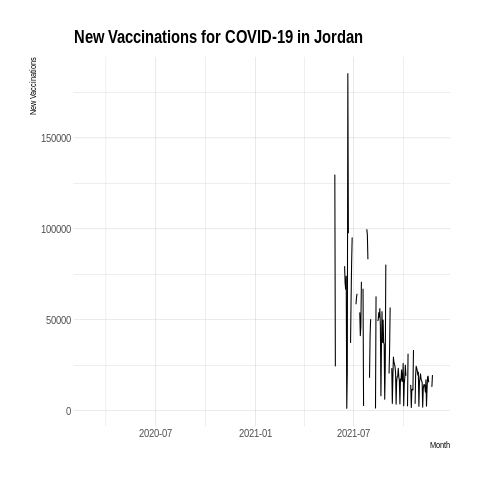 New Vaccinations for COVID-19 in Jordan
New Vaccinations
150000
100000
50000
0
2020-07 2021-01 2021-07
Month